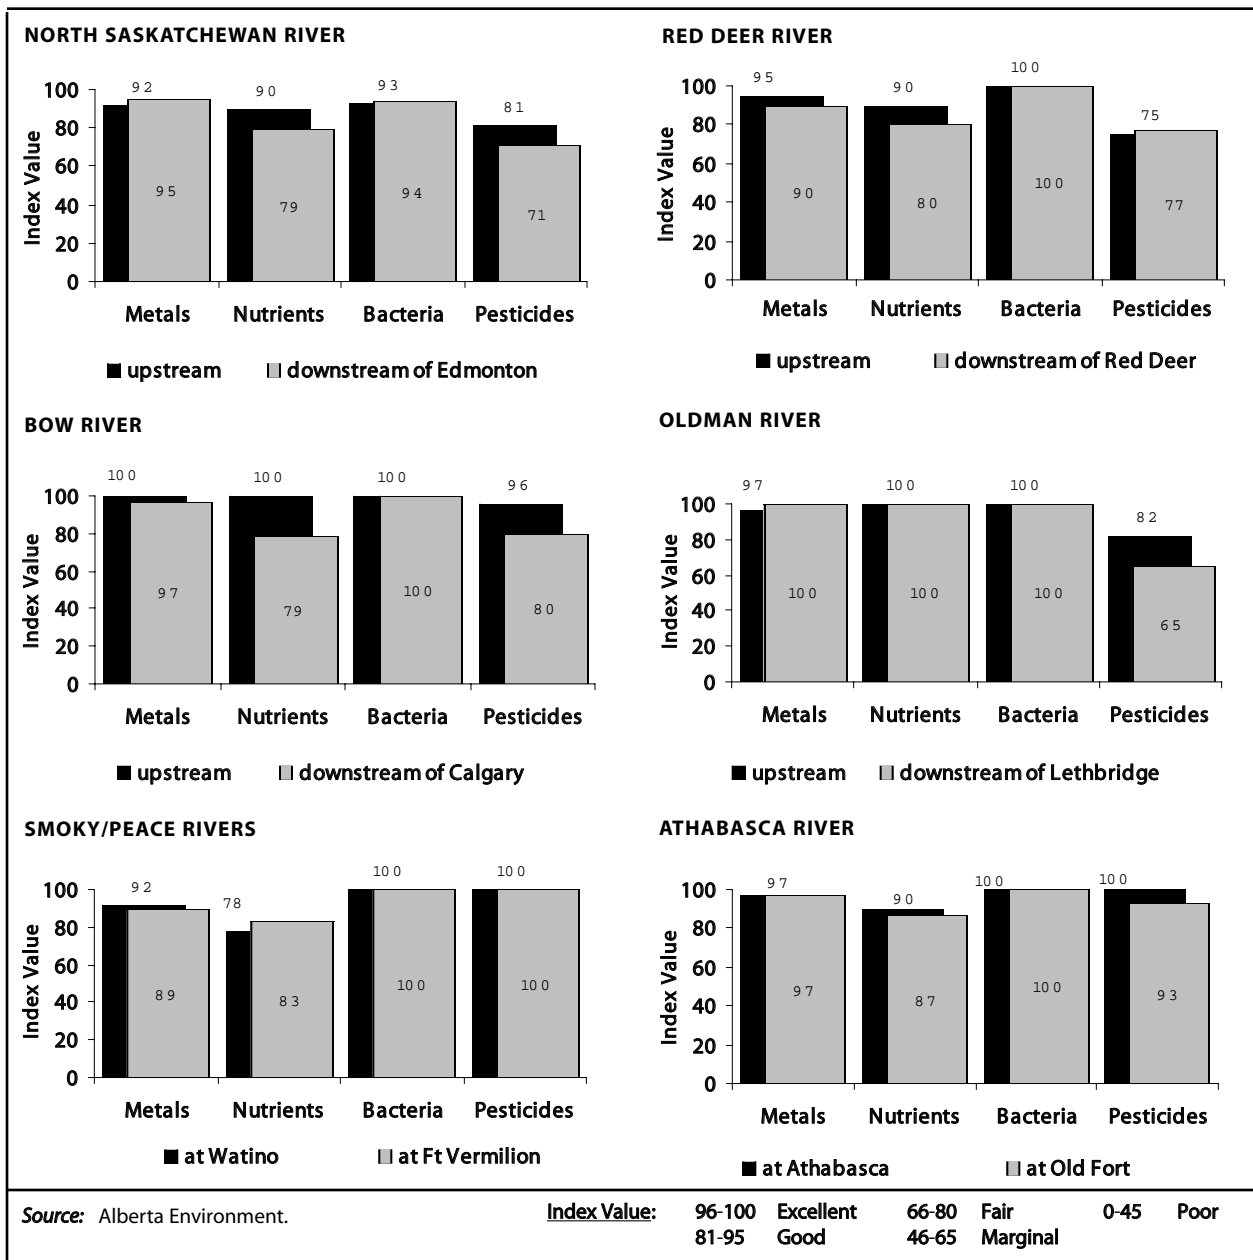 NORTH SASKATCHEWAN RIVER
Index Value
100
80
60
40
20
0
92 90 93 81
95 79 94 71
Metals Nutrients Bacteria Pesticides
upstream downstream of Edmonton
RED DEER RIVER
Index Value
100
80
60
40
20
0
95 90 100 75
90 80 100 77
Metals Nutrients Bacteria Pesticides
upstream downstream of Red Deer
BOW RIVER
Index Value
100
80
60
40
20
0
100 100 100 96
97 79 100 80
Metals Nutrients Bacteria Pesticides
upstream downstream of Calgary
OLDMAN RIVER
Index Value
100
80
60
40
20
0
97 100 100 82
100 100 100 65
Metals Nutrients Bacteria Pesticides
upstream downstream of Lethbridge
SMOKY/PEACE RIVERS
Index Value
100
80
60
40
20
0
92 78 100 100
89 83 100 100
Metals Nutrients Bacteria Pesticides
at Watino at Ft Vermilion
ATHABASCA RIVER
Index Value
100
80
60
40
20
0
97 90 100 100
97 87 100 93
Metals Nutrients Bacteria Pesticides
at Athabasca at Old Fort
Source: Alberta Environment.
Index Value: 96-100 Excellent 66-80 Fair 0-45 Poor
81-95 Good 46-65 Marginal